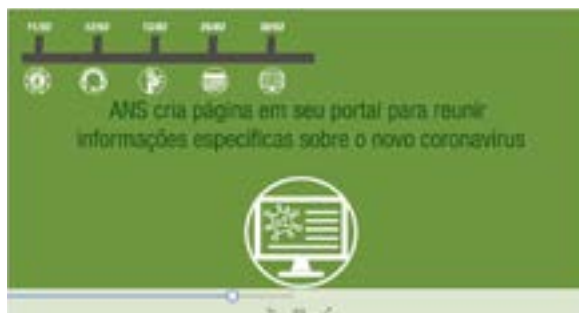 ANS cria página em seu portal para reunir
informações específicas sobre o novo coronavírus